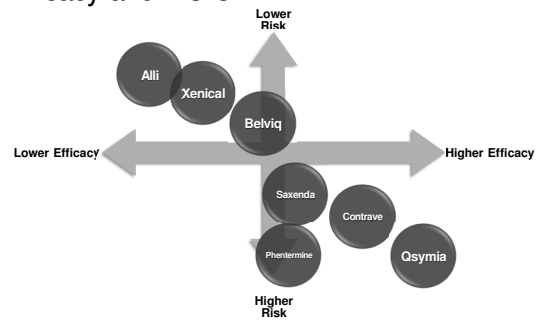 Lower
Risk
Alli
Xenical
Belviq
Lower Efficacy
Higher Efficacy
Saxenda
Contrave
Phentermine
Qsymia
Higher
Risk